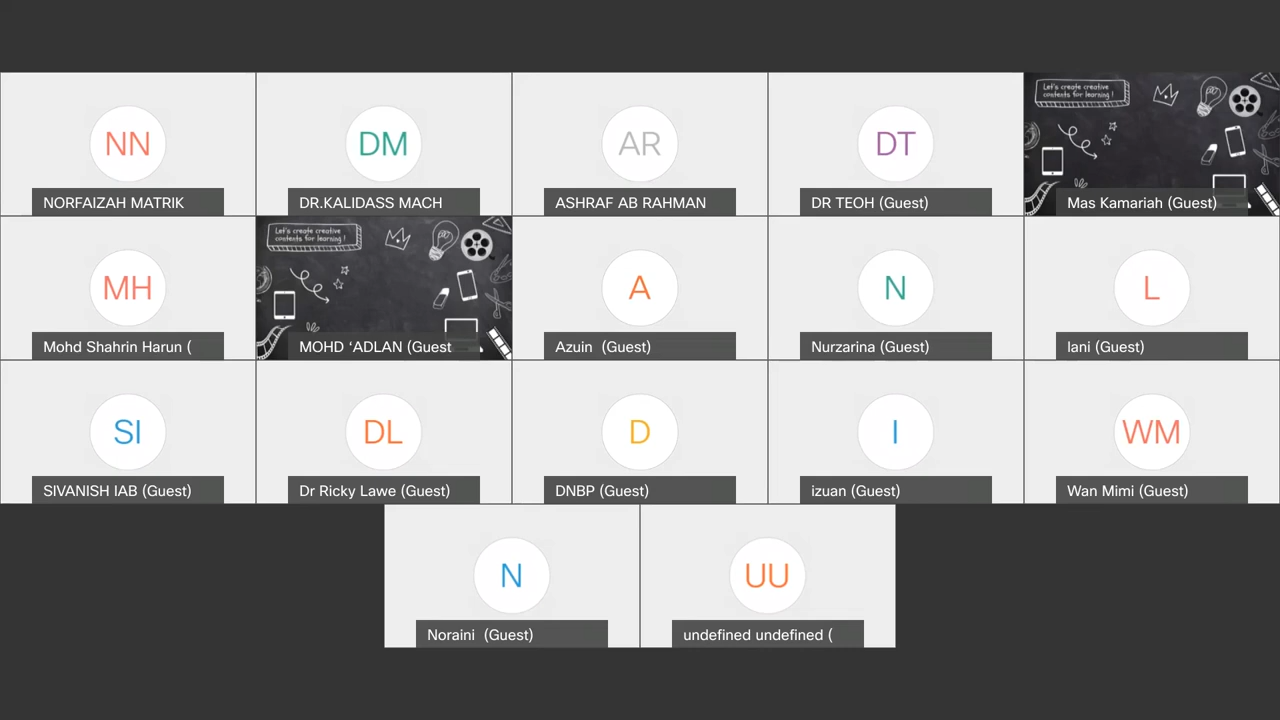 NN
DM
AR
DT
Let's create creative
contents for learning !
NORFAIZAH MATRIK
DR.KALIDASS MACH
ASHRAF AB RAHMAN
DR TEOH (Guest)
Mas Kamariah (Guest)
MH
Let's create creative
contents for learning !
A
N
L
Mohd Shahrin Harun (
MOHD ‘ADLAN (Guest
Azuin (Guest)
Nurzarina (Guest)
lani (Guest)
SI
DL
D
I
WM
SIVANISH IAB (Guest)
Dr Ricky Lawe (Guest)
DNBP (Guest)
izuan (Guest)
Wan Mimi (Guest)
N
UU
Noraini (Guest)
undefined undefined (